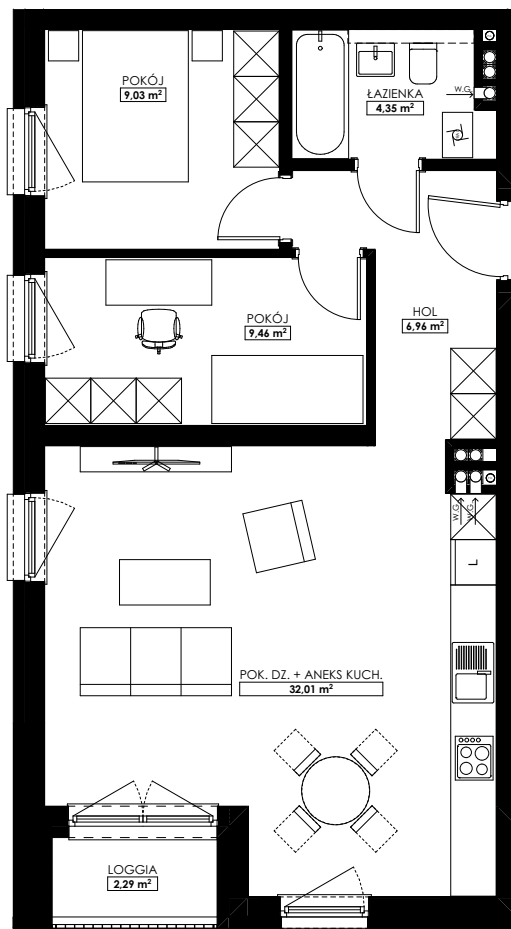 POKÓJ
9,03 m²
ŁAZIENKA
4,35 m²
W.G.
POKÓJ
9,46 m²
HOL
6,96 m²
W.G.
W.G.
L
POK. DZ. + ANEKS KUCH.
32,01 m²
LOGGIA
2,29 m²